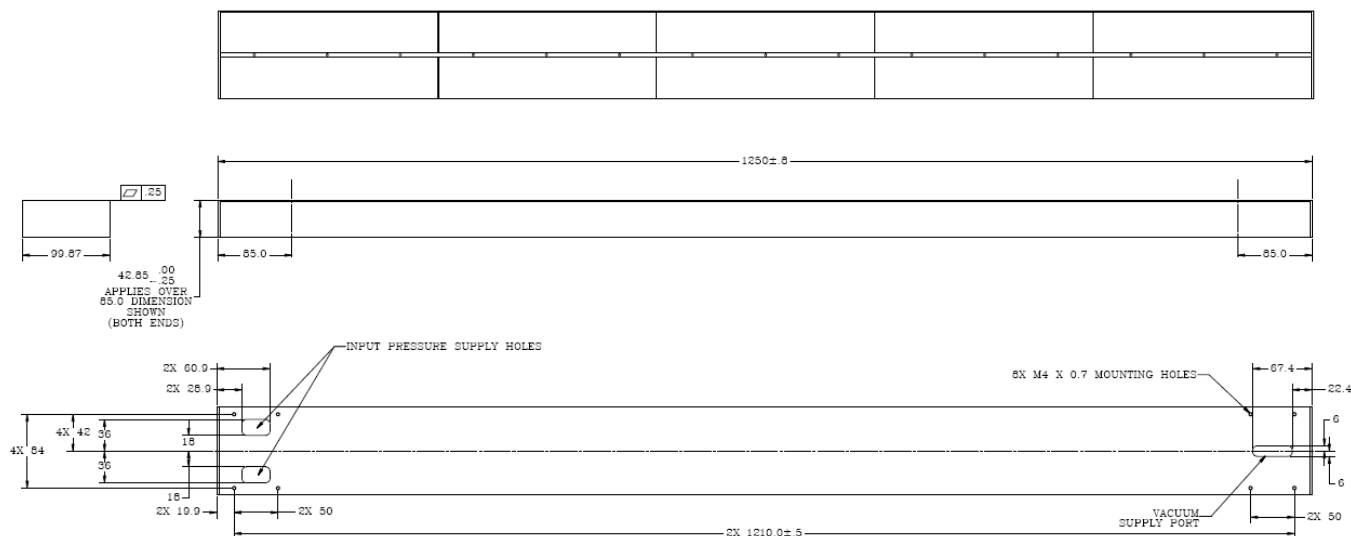 1250±.8
.25
99.87
85.0
85.0
42.85 .00
-.25
APPLIES OVER
85.0 DIMENSION
SHOWN
(BOTH ENDS)
INPUT PRESSURE SUPPLY HOLES
2X 60.9
2X 28.9
8X M4 X 0.7 MOUNTING HOLES
67.4
22.4
4X 84
4X 42
36
18
36
18
6
6
2X 19.9
2X 50
VACUUM
SUPPLY PORT
2X 50
2X 1210.0±.5